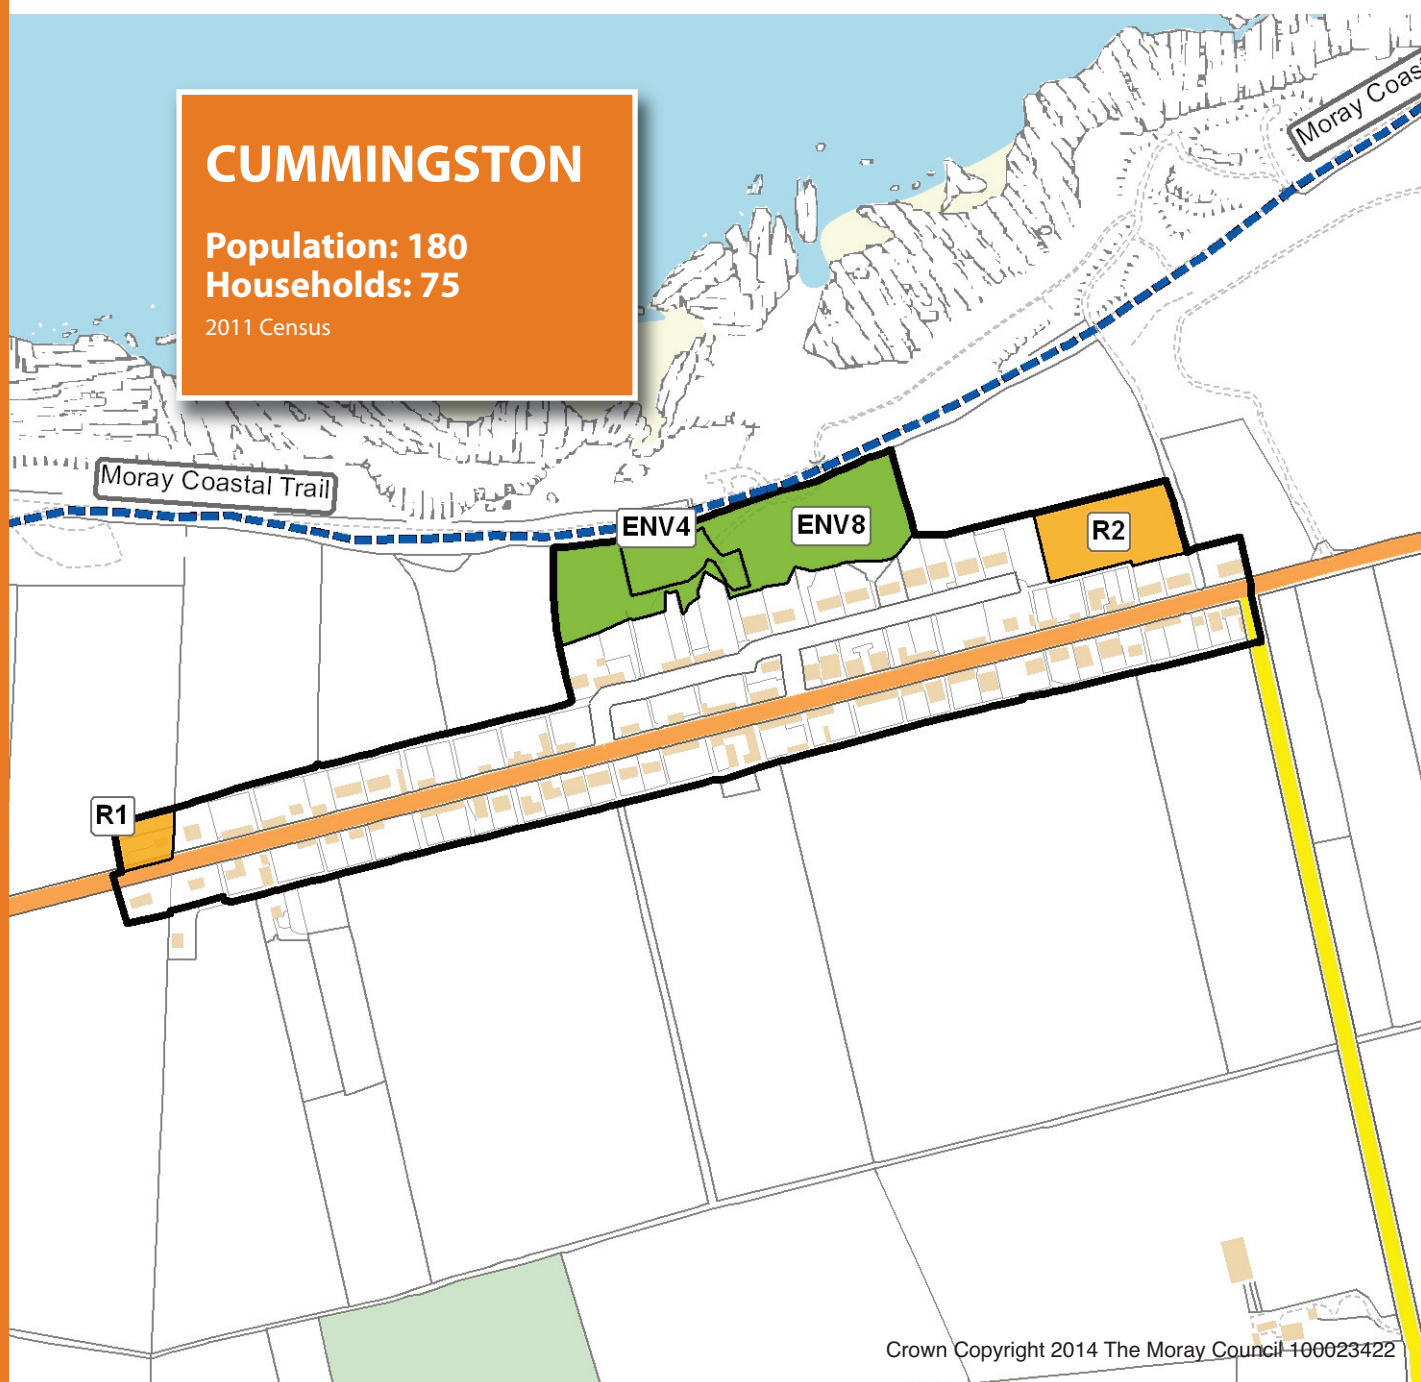 CUMMINGSTON
Population: 180
Households: 75
2011 Census
Moray Coas
Moray Coastal Trail
ENV4
ENV8
R2
R1
Crown Copyright 2014 The Moray Council 100023422